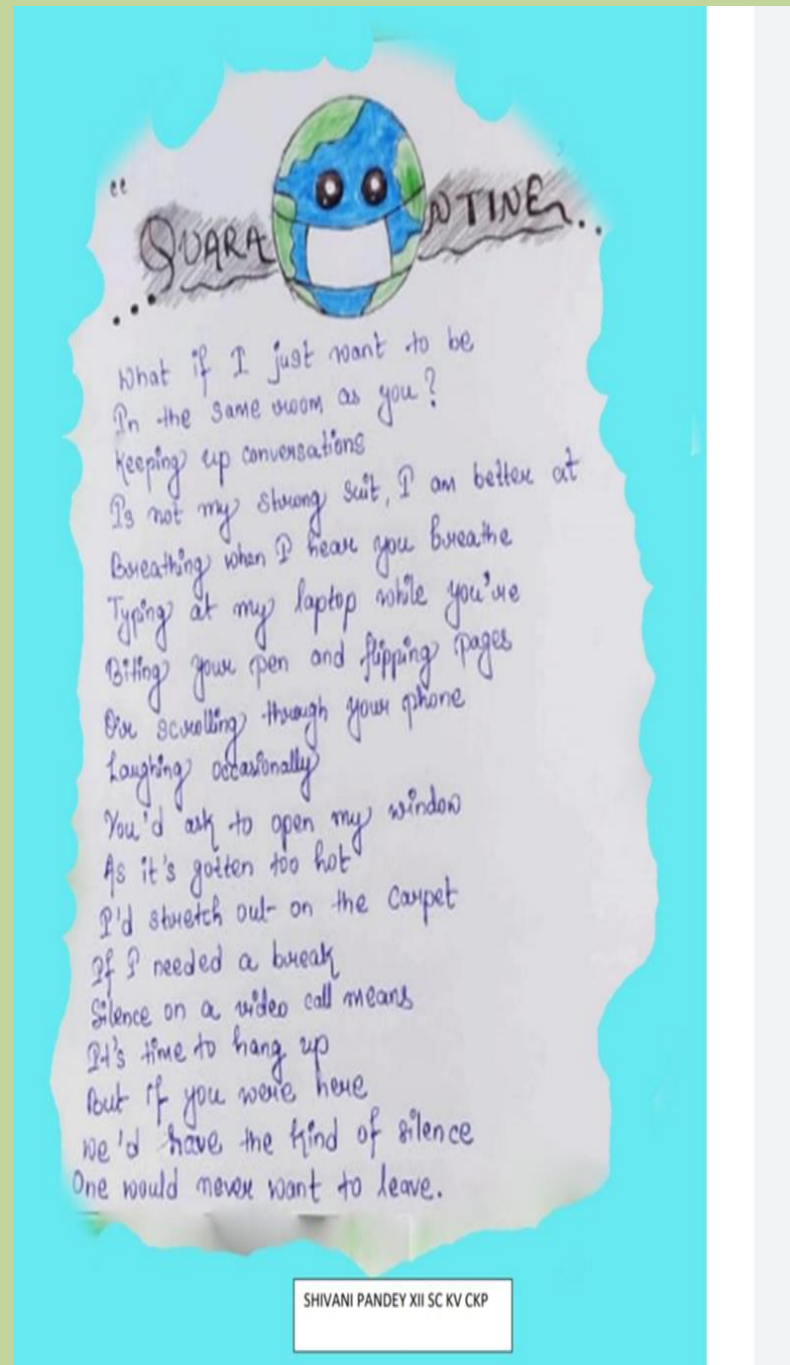 "
QUARANTINE..
...
What if I just want to be
In the same room as you?
Keeping up conversations
Is not my strong suit, I am better at
Breathing when I hear you breathe
Typing at my laptop while you're
Biting your pen and flipping pages
Or scrolling through your phone
Laughing occasionally
You'd ask to open my window
As it's gotten too hot
I'd stretch out on the carpet
If I needed a break
Silence on a video call means
It's time to hang up
But if you were here
We'd have the kind of silence
One would never want to leave.
SHIVANI PANDEY XII SC KV CKP